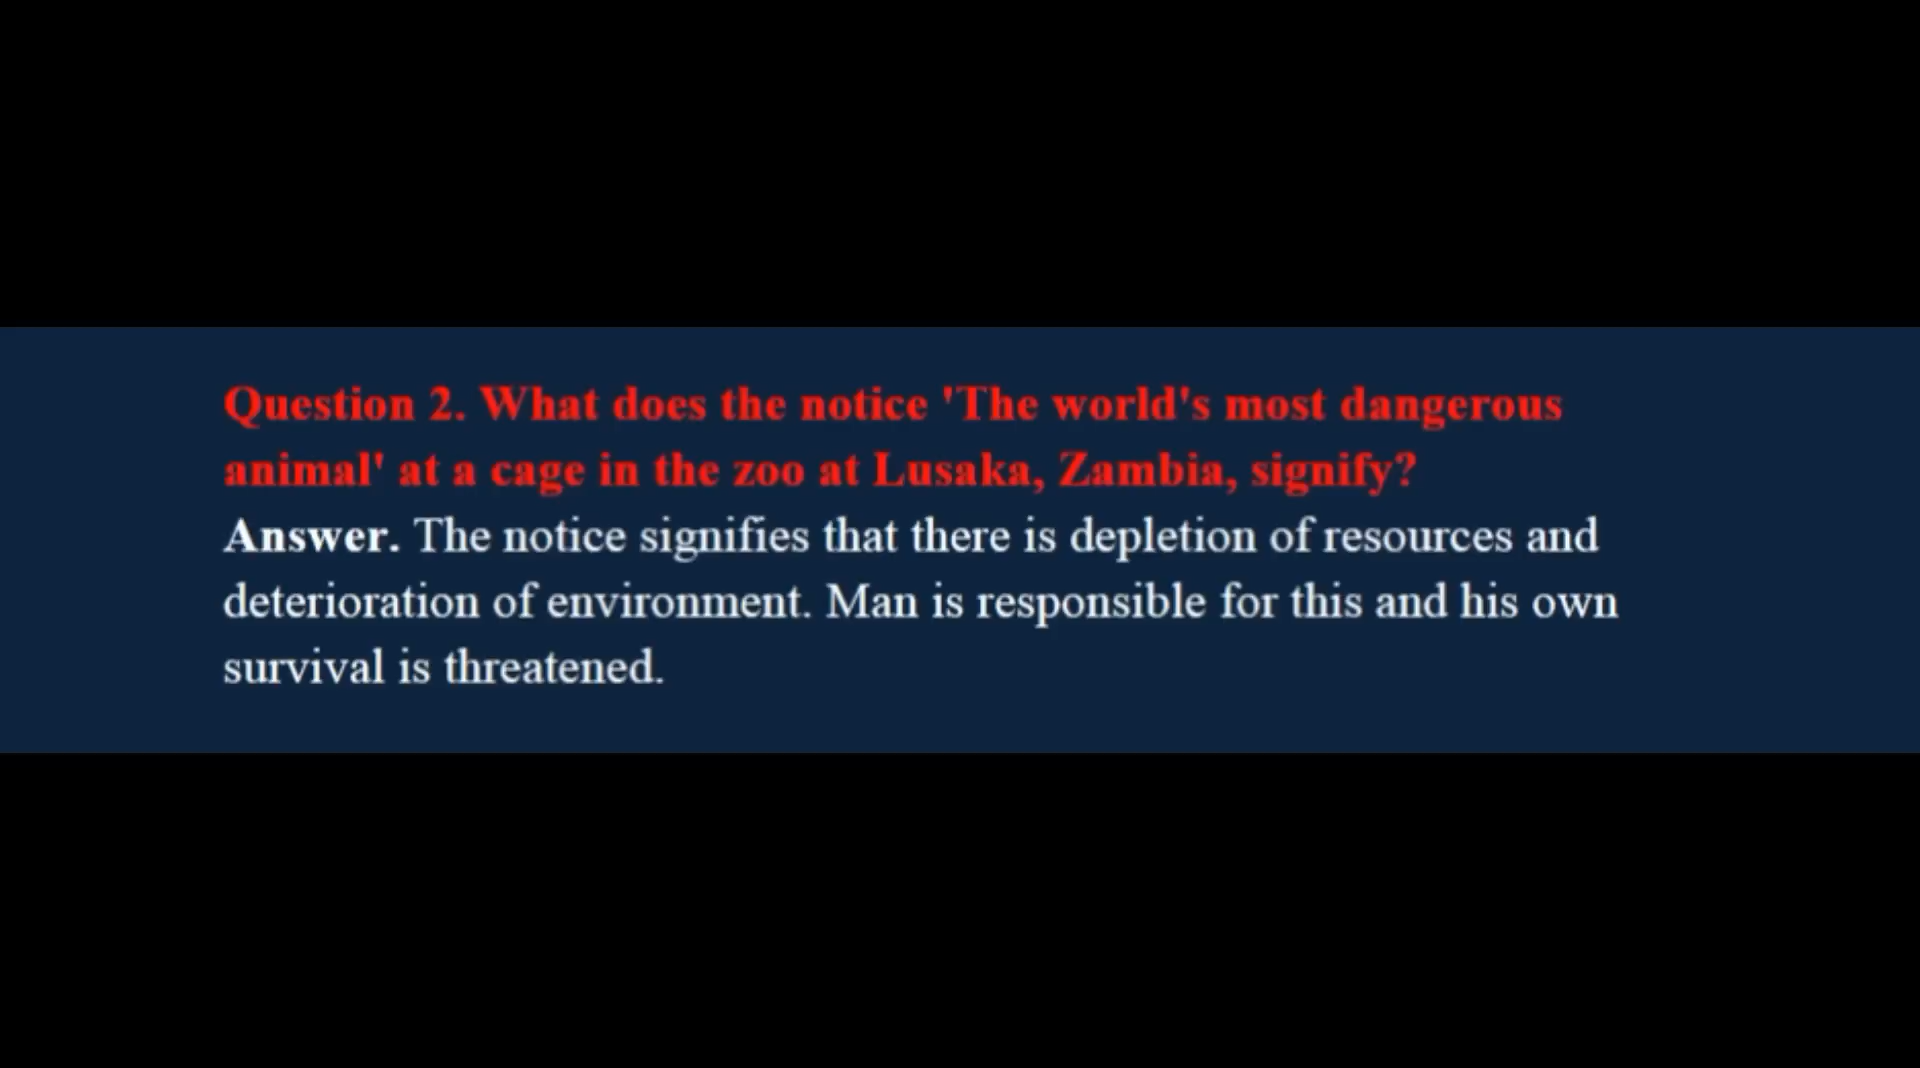 Question 2. What does the notice 'The world's most dangerous
animal' at a cage in the zoo at Lusaka, Zambia, signify?
Answer. The notice signifies that there is depletion of resources and
deterioration of environment. Man is responsible for this and his own
survival is threatened.